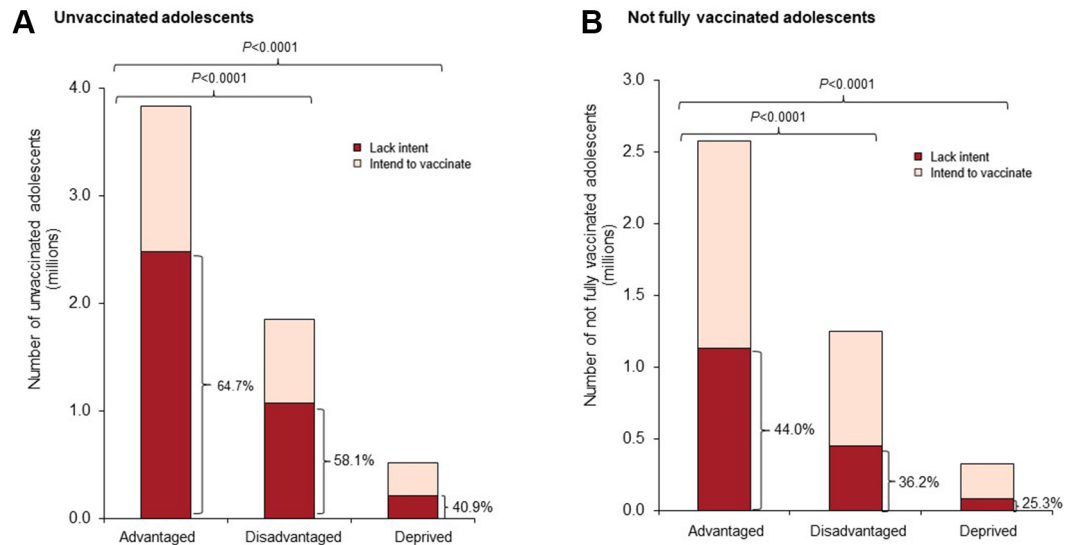 A Unvaccinated adolescents
P<0.0001
P<0.0001
4.0
3.0
2.0
1.0
0.0
Number of unvaccinated adolescents
(millions)
Lack intent
Intend to vaccinate
64.7%
58.1%
40.9%
Advantaged Disadvantaged Deprived
B Not fully vaccinated adolescents
P<0.0001
P<0.0001
3.0
2.5
2.0
1.5
1.0
0.5
0.0
Number of not fully vaccinated adolescents
(millions)
Lack intent
Intend to vaccinate
44.0%
36.2%
25.3%
Advantaged Disadvantaged Deprived